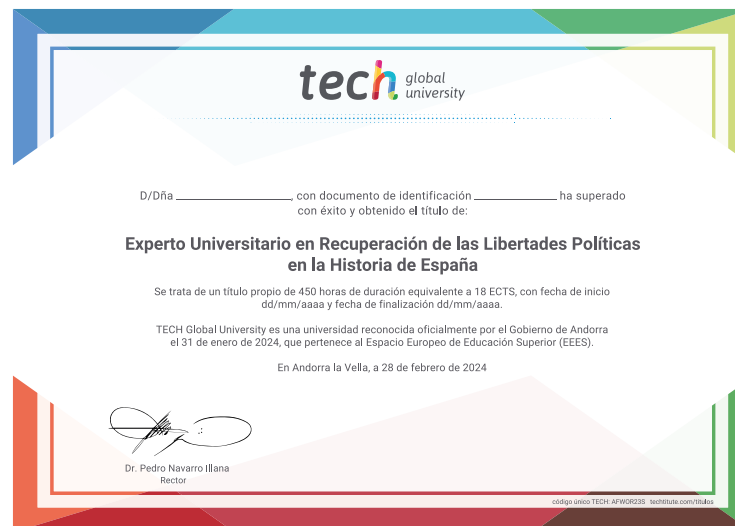 tech global university
D/Dña ______________, con documento de identificación ______________ ha superado
con éxito y obtenido el título de:
Experto Universitario en Recuperación de las Libertades Políticas
en la Historia de España
Se trata de un título propio de 450 horas de duración equivalente a 18 ECTS, con fecha de inicio
dd/mm/aaaa y fecha de finalización dd/mm/aaaa.
TECH Global University es una universidad reconocida oficialmente por el Gobierno de Andorra
el 31 de enero de 2024, que pertenece al Espacio Europeo de Educación Superior (EEES).
En Andorra la Vella, a 28 de febrero de 2024
Dr. Pedro Navarro Illana
Rector
código único TECH: AFWOR23S techtitute.com/titulos